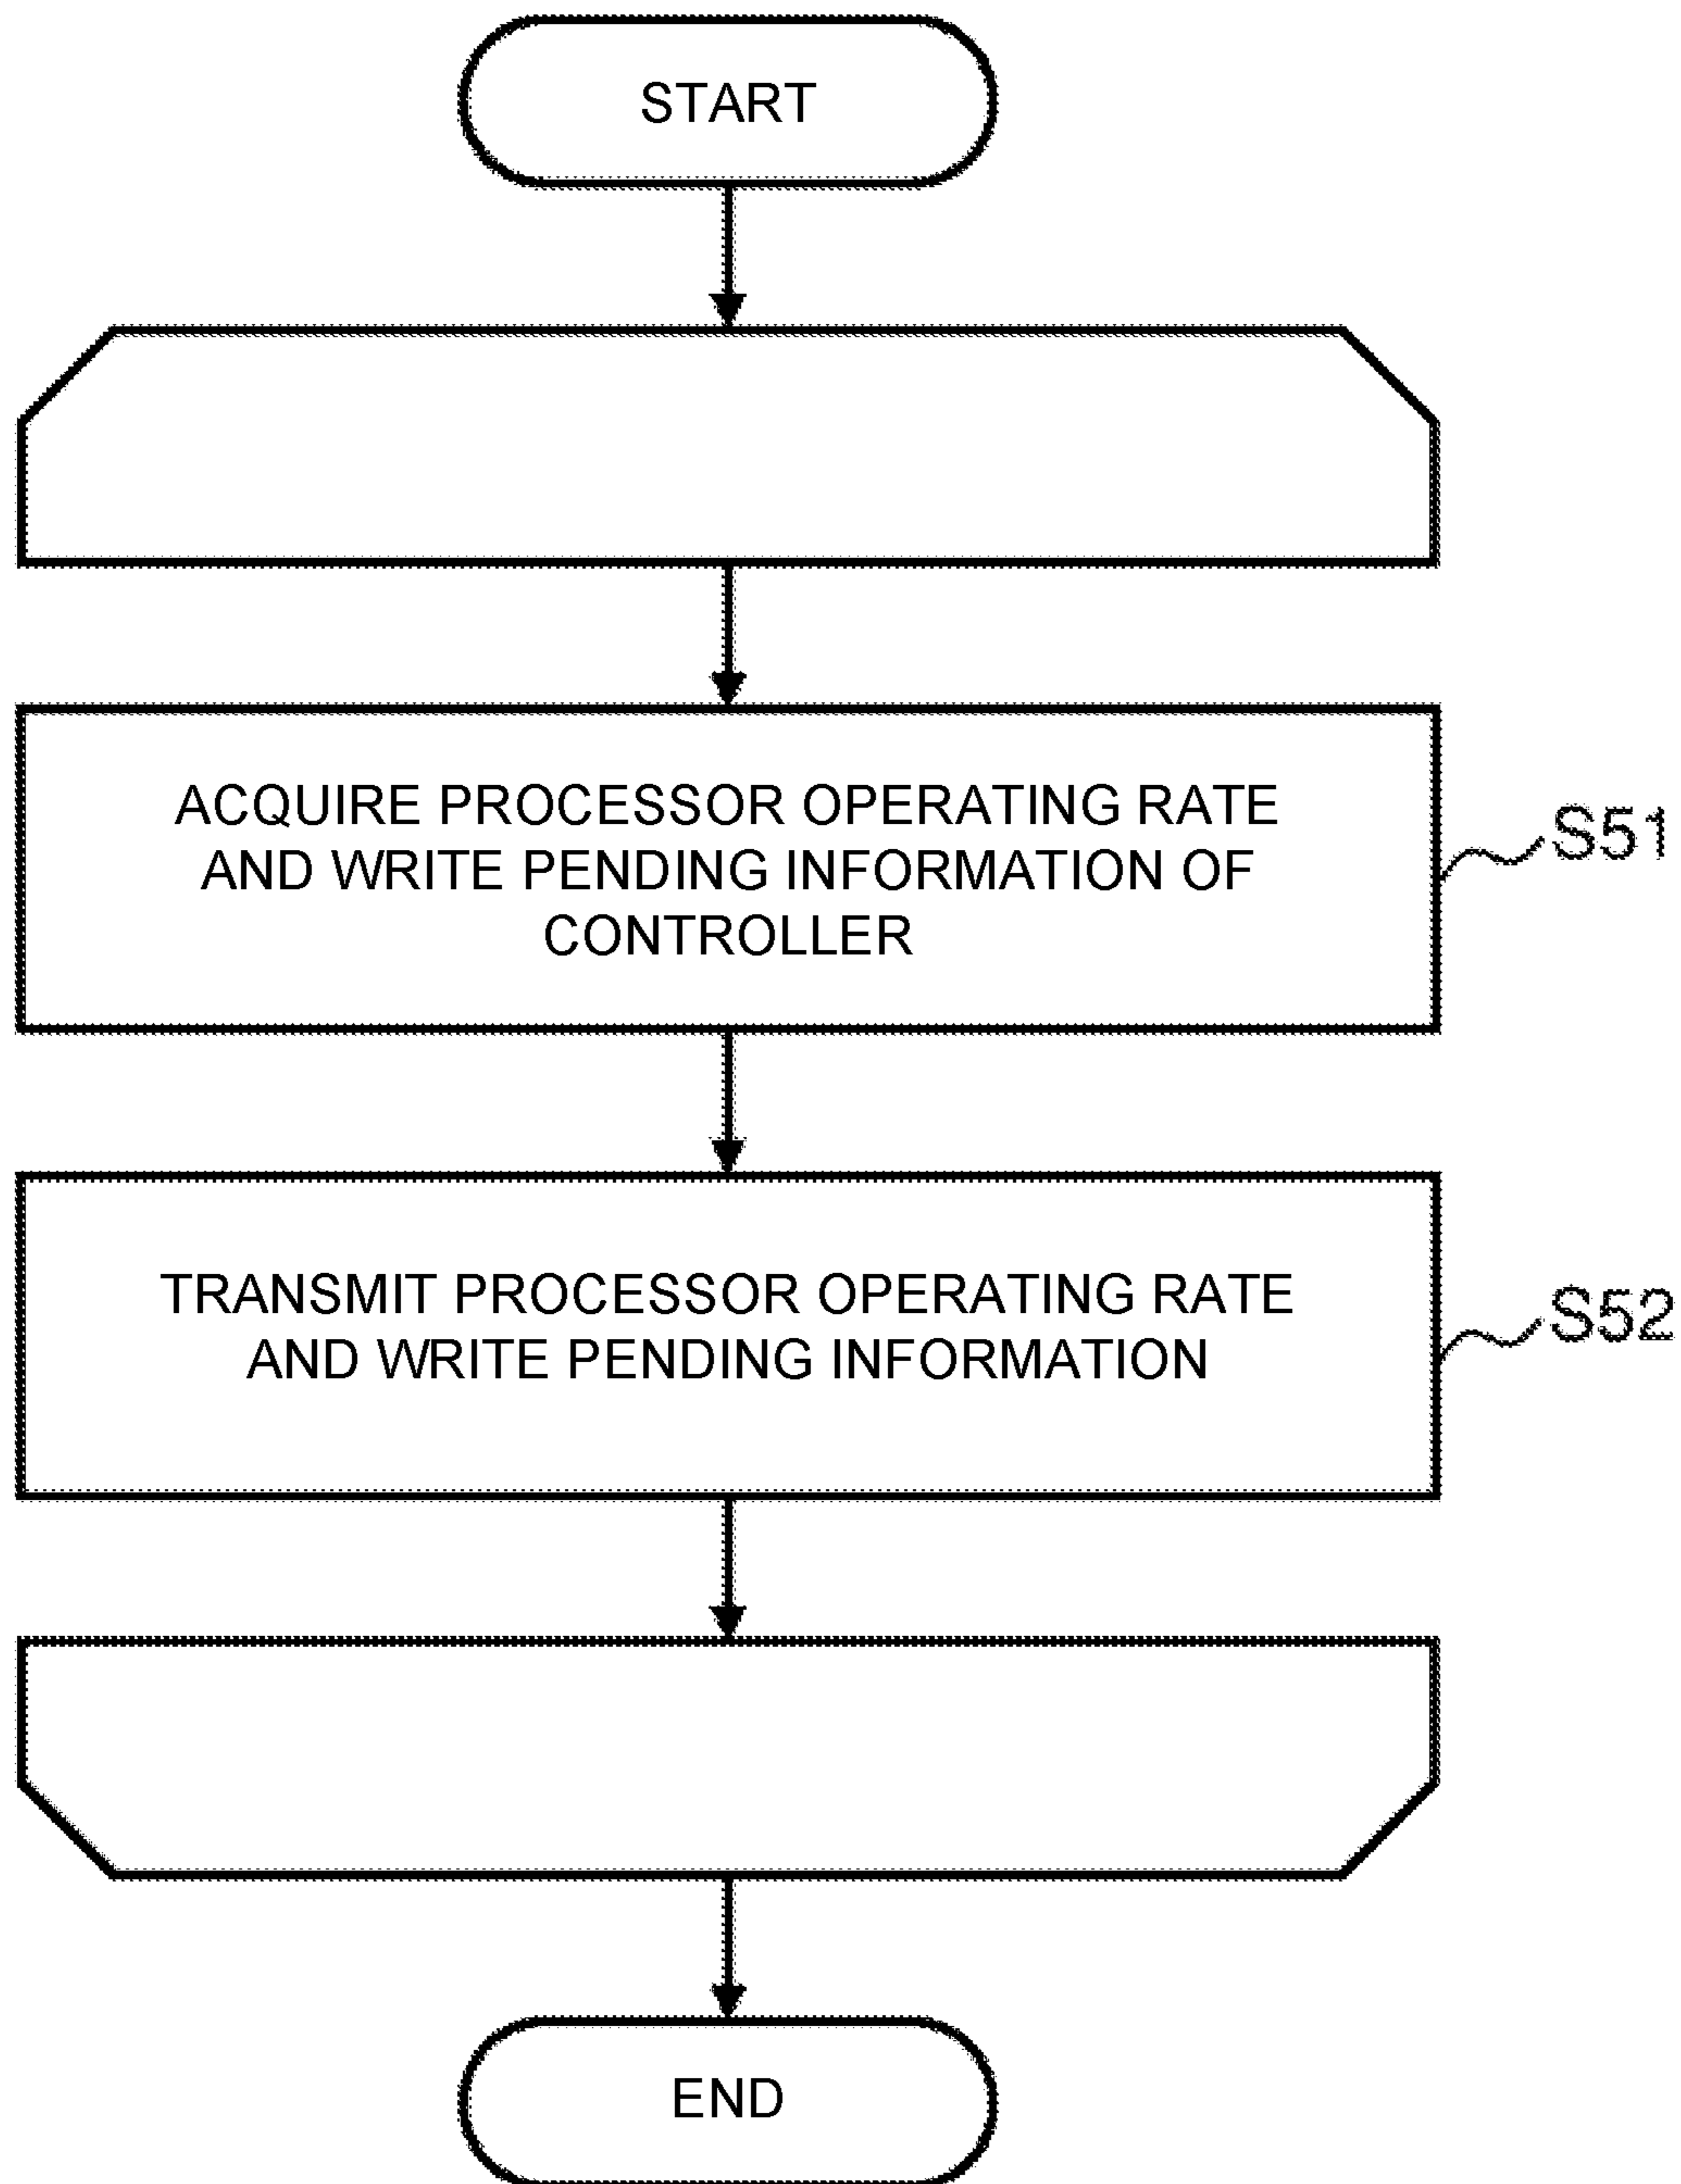 START
ACQUIRE PROCESSOR OPERATING RATE
AND WRITE PENDING INFORMATION OF
CONTROLLER
S51
TRANSMIT PROCESSOR OPERATING RATE
AND WRITE PENDING INFORMATION
S52
END